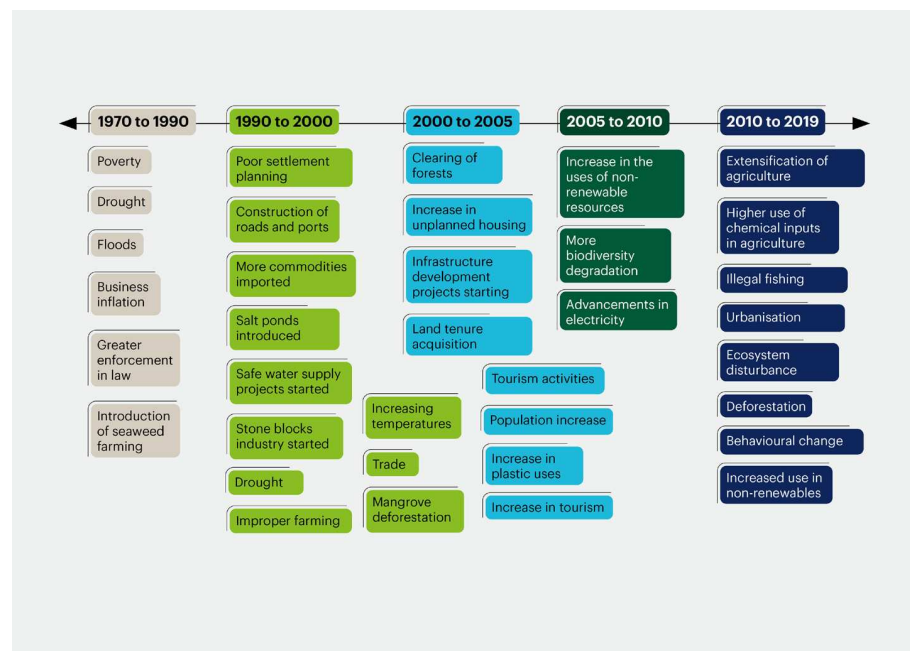 1970 to 1990
Poverty
Drought
Floods
Business
inflation
Greater
enforcement
in law
Introduction
of seaweed
farming
1990 to 2000
Poor settlement
planning
Construction of
roads and ports
More commodities
imported
Salt ponds
introduced
Safe water supply
projects started
Stone blocks
industry started
Drought
Improper farming
Increasing
temperatures
Trade
Mangrove
deforestation
2000 to 2005
Clearing of
forests
Increase in
unplanned housing
Infrastructure
development
projects starting
Land tenure
acquisition
Tourism activities
Population increase
Increase in
plastic uses
Increase in tourism
2005 to 2010
Increase in the
uses of non-
renewable
resources
More
biodiversity
degradation
Advancements in
electricity
2010 to 2019
Extensification of
agriculture
Higher use of
chemical inputs
in agriculture
Illegal fishing
Urbanisation
Ecosystem
disturbance
Deforestation
Behavioural change
Increased use in
non-renewables